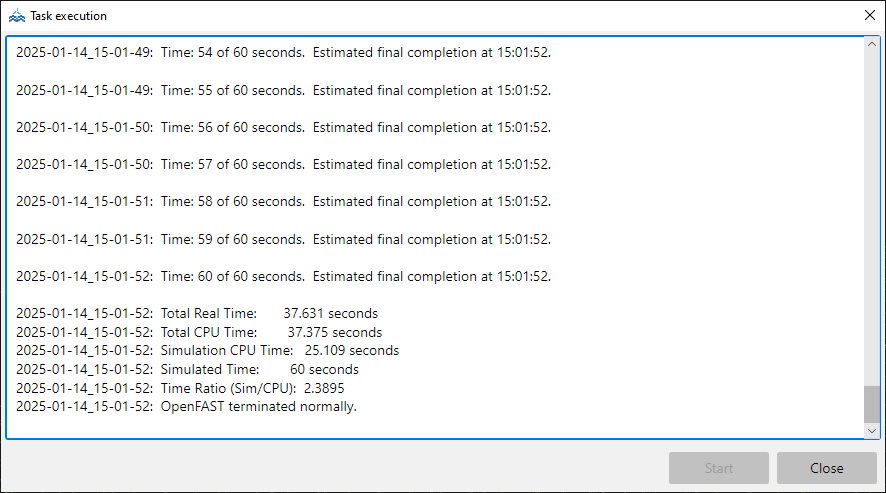 Task execution
2025-01-14_15-01-49:  Time: 54 of 60 seconds.  Estimated final completion at 15:01:52.
2025-01-14_15-01-49:  Time: 55 of 60 seconds.  Estimated final completion at 15:01:52.
2025-01-14_15-01-50:  Time: 56 of 60 seconds.  Estimated final completion at 15:01:52.
2025-01-14_15-01-50:  Time: 57 of 60 seconds.  Estimated final completion at 15:01:52.
2025-01-14_15-01-51:  Time: 58 of 60 seconds.  Estimated final completion at 15:01:52.
2025-01-14_15-01-51:  Time: 59 of 60 seconds.  Estimated final completion at 15:01:52.
2025-01-14_15-01-52:  Time: 60 of 60 seconds.  Estimated final completion at 15:01:52.
2025-01-14_15-01-52:  Total Real Time:       37.631 seconds
2025-01-14_15-01-52:  Total CPU Time:        37.375 seconds
2025-01-14_15-01-52:  Simulation CPU Time:   25.109 seconds
2025-01-14_15-01-52:  Simulated Time:        60 seconds
2025-01-14_15-01-52:  Time Ratio (Sim/CPU):  2.3895
2025-01-14_15-01-52:  OpenFAST terminated normally.
Start
Close